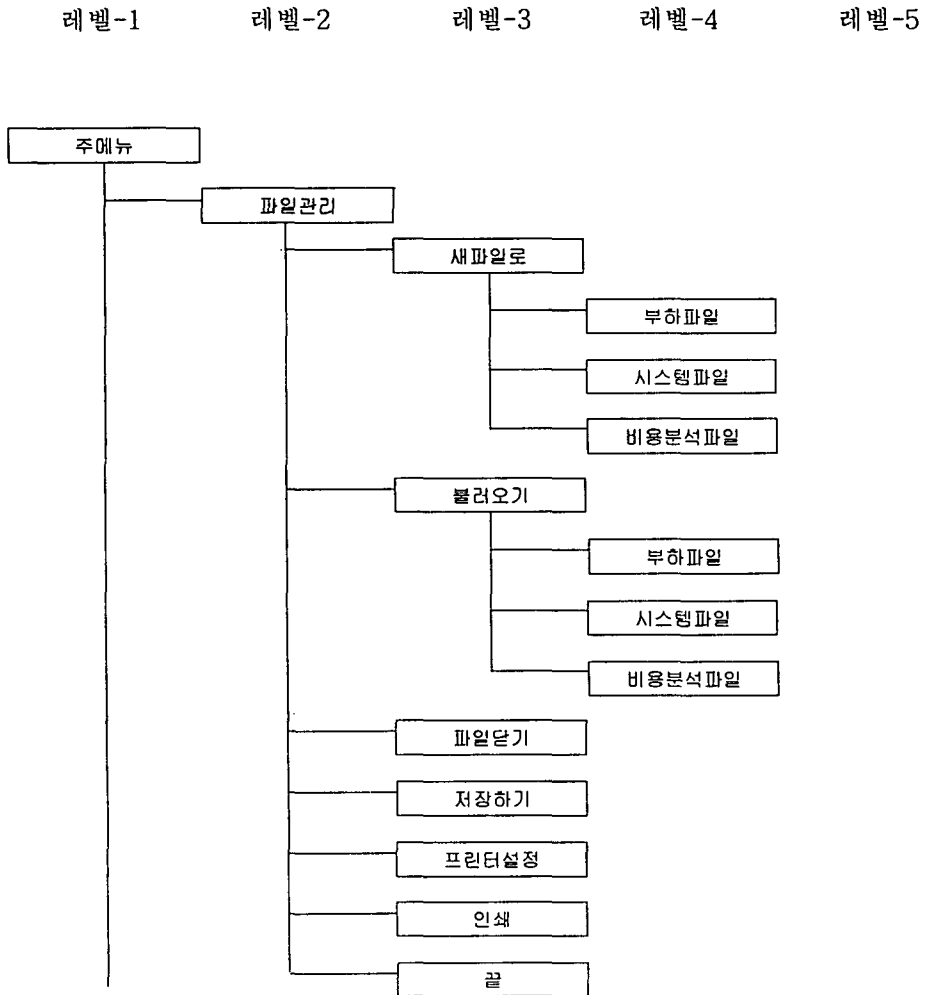 레벨-1 레벨-2 레벨-3 레벨-4 레벨-5
주메뉴
파일관리
새파일로
부하파일
시스템파일
비용분석파일
불러오기
부하파일
시스템파일
비용분석파일
파일닫기
저장하기
프린터설정
인쇄
끝